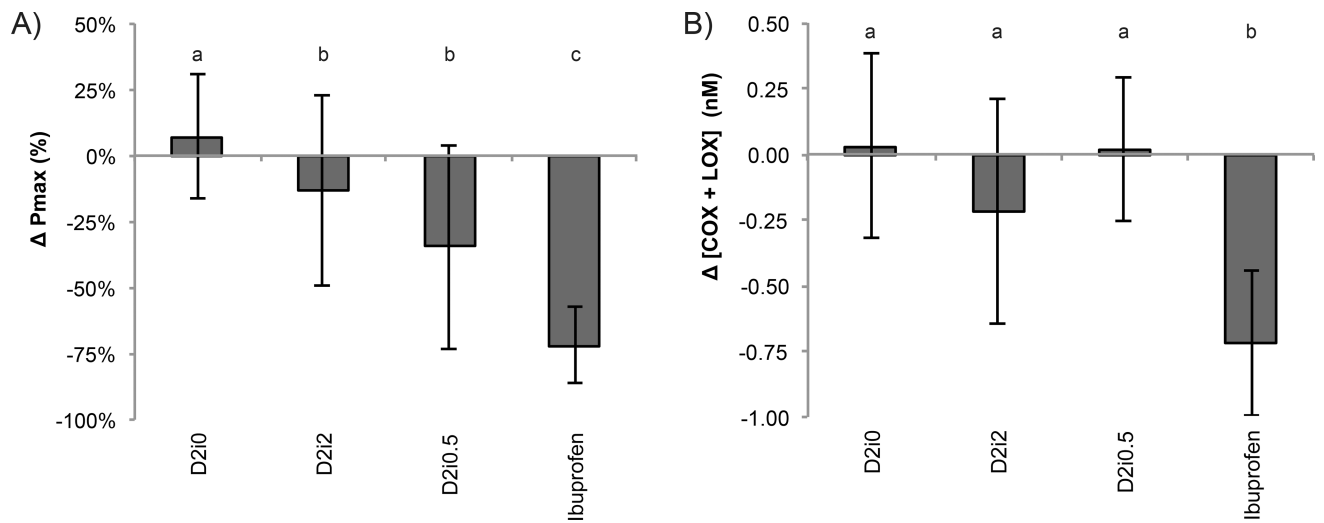 A)
Δ Pmax (%)
50%
25%
0%
-25%
-50%
-75%
-100%
a b b c
D2i0
D2i2
D2i0.5
Ibuprofen
B)
Δ [COX + LOX] (nM)
0.50
0.25
0.00
-0.25
-0.50
-0.75
-1.00
a a a b
D2i0
D2i2
D2i0.5
Ibuprofen